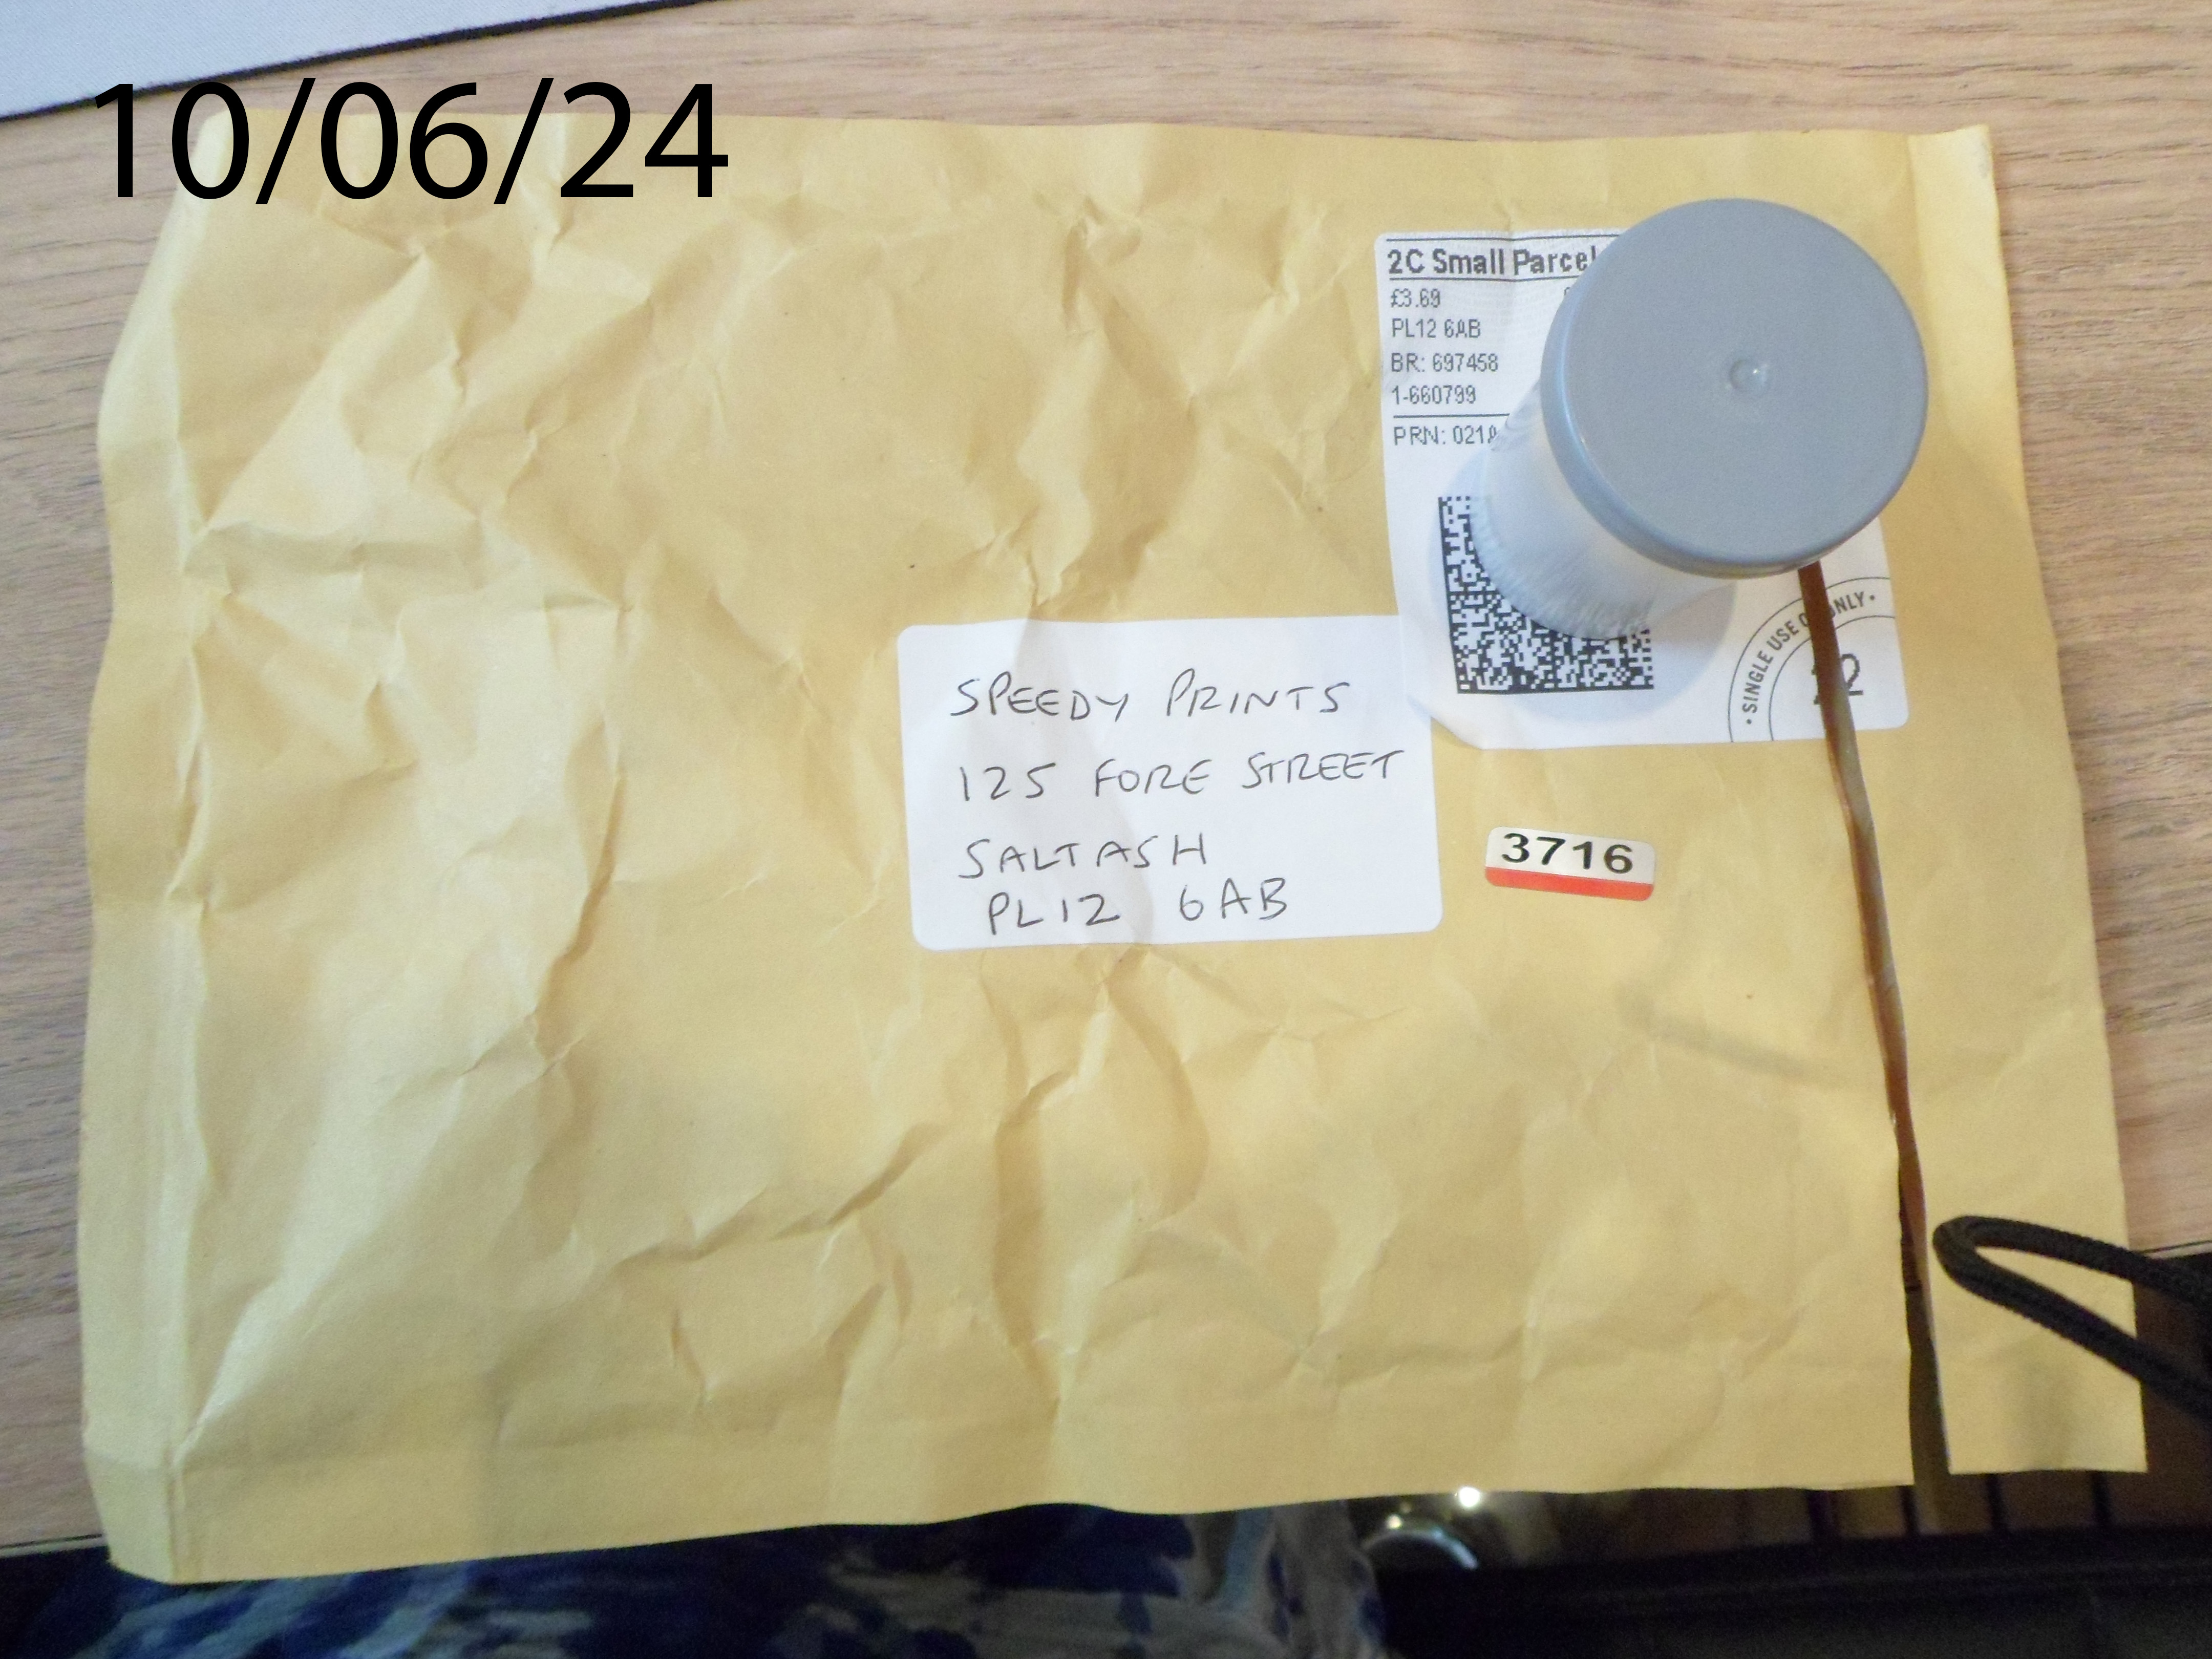 10/06/24
2C Small Parcel
£3.69
PL12 6AB
BR: 697458
1-660799
PRN:
• SINGLE USE ONLY •
SPEEDY PRINTS
125 FORE STREET
SALTASH
PL12 6AB
3716